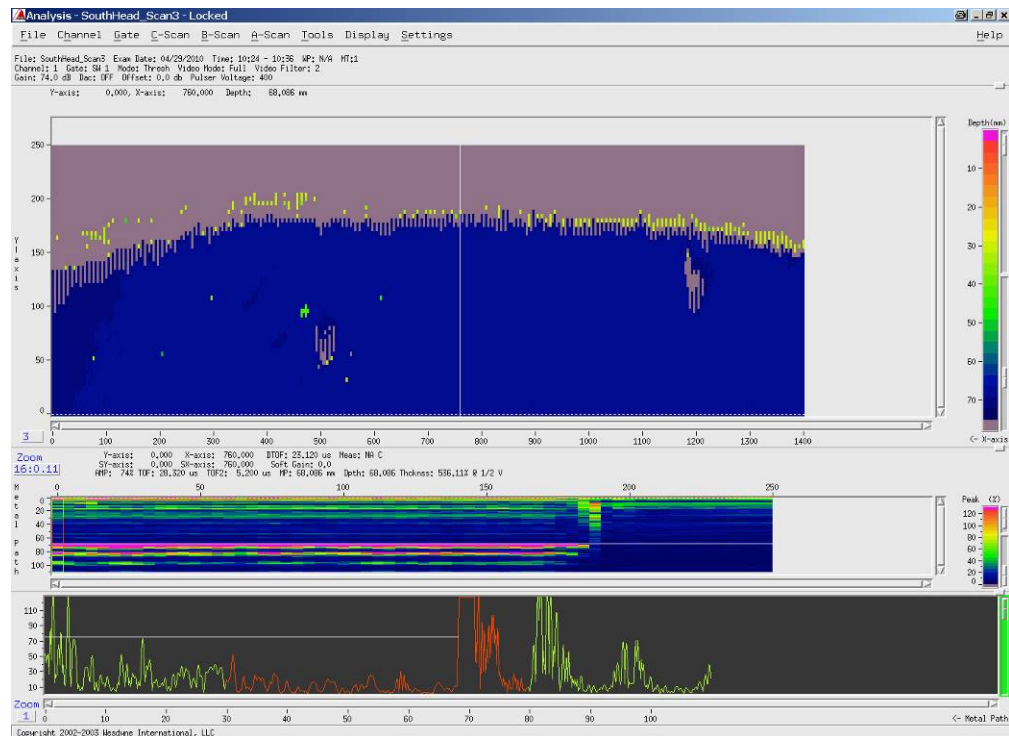 Analysis - SouthHead_Scan3 - Locked
File Channel Gate C-Scan B-Scan A-Scan Tools Display Settings Help
File: SouthHead_Scan3 Exam Date: 04/29/2010 Time: 10:24 - 10:36 WP: N/A MT:1
Channel: 1 Gate: SW 1 Mode: Thresh Video Mode: Full Video Filter: 2
Gain: 74.0 dB Dac: OFF Offset: 0.0 db Pulser Voltage: 400
Y-axis: 0.000, X-axis: 760.000 Depth: 68.086 mm
Depth(mm)
10
20
30
40
50
60
70
250
200
150
100
50
0
Y-axis
3
0 100 200 300 400 500 600 700 800 900 1000 1100 1200 1300 1400
<- X-axis
Zoom
16:0.11
Y-axis: 0.000 X-axis: 760.000 DTOF: 23.120 us Meas: NA C
SY-axis: 0.000 SX-axis: 760.000 Soft Gain: 0.0
AMP: 74% TOF: 28.320 us TOF2: 5.200 us MP: 68.086 mm Dpth: 68.086 Thcknss: 536.11% @ 1/2 V
0 50 100 150 200 250
Metal Path
0
20
40
60
80
100
Peak (%)
120
100
80
60
40
20
0
110
90
70
50
30
10
Zoom
1
0 10 20 30 40 50 60 70 80 90 100
<- Metal Path
Copyright 2002-2003 Wesdyne International, LLC